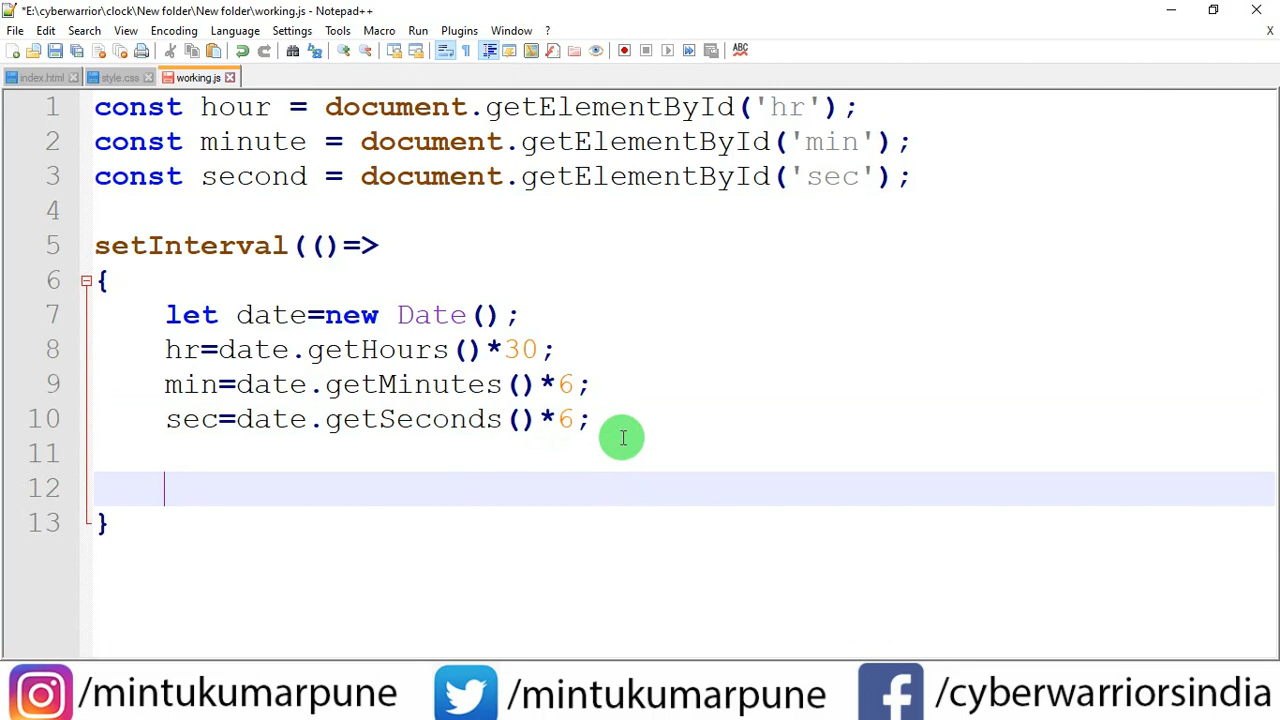 *E:\cyberwarrior\clock\New folder\New folder\working.js - Notepad++
File Edit Search View Encoding Language Settings Tools Macro Run Plugins Window ? X
index.html style.css working.js
1 const hour = document.getElementById('hr');
2 const minute = document.getElementById('min');
3 const second = document.getElementById('sec');
4
5 setInterval(()=>
6 {
7 let date=new Date();
8 hr=date.getHours()*30;
9 min=date.getMinutes()*6;
10 sec=date.getSeconds()*6;
11
12
13 }
/mintukumarpune /mintukumarpune /cyberwarriorsindia